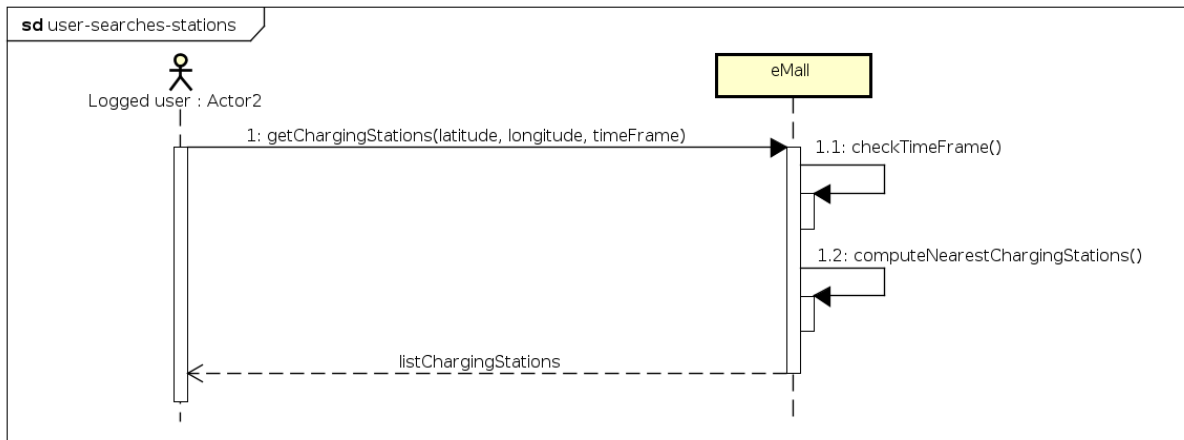 sd user-searches-stations
Logged user : Actor2
eMall
1: getChargingStations(latitude, longitude, timeFrame)
1.1: checkTimeFrame()
1.2: computeNearestChargingStations()
listChargingStations